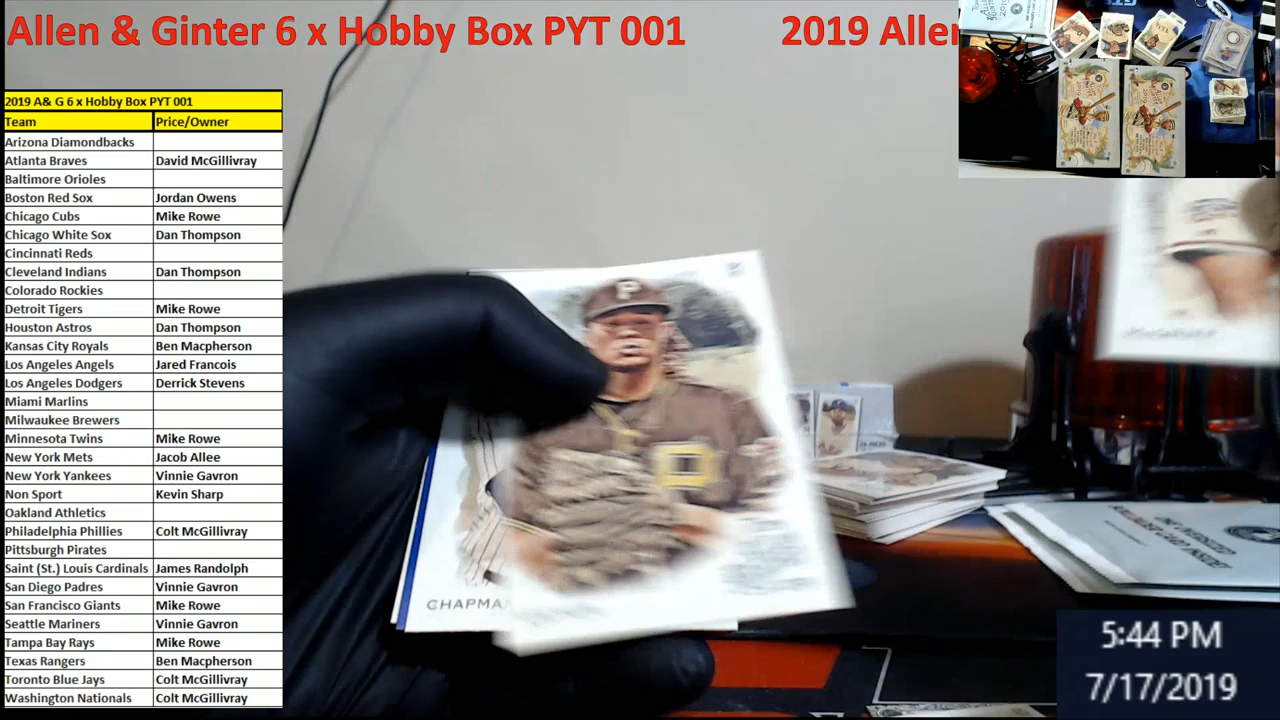 Allen & Ginter 6 x Hobby Box PYT 001 2019 Aller
2019 A& G 6 x Hobby Box PYT 001
Team Price/Owner
Arizona Diamondbacks
Atlanta Braves David McGillivray
Baltimore Orioles
Boston Red Sox Jordan Owens
Chicago Cubs Mike Rowe
Chicago White Sox Dan Thompson
Cincinnati Reds
Cleveland Indians Dan Thompson
Colorado Rockies
Detroit Tigers Mike Rowe
Houston Astros Dan Thompson
Kansas City Royals Ben Macpherson
Los Angeles Angels Jared Francois
Los Angeles Dodgers Derrick Stevens
Miami Marlins
Milwaukee Brewers
Minnesota Twins Mike Rowe
New York Mets Jacob Allee
New York Yankees Vinnie Gavron
Non Sport Kevin Sharp
Oakland Athletics
Philadelphia Phillies Colt McGillivray
Pittsburgh Pirates
Saint (St.) Louis Cardinals James Randolph
San Diego Padres Vinnie Gavron
San Francisco Giants Mike Rowe
Seattle Mariners Vinnie Gavron
Tampa Bay Rays Mike Rowe
Texas Rangers Ben Macpherson
Toronto Blue Jays Colt McGillivray
Washington Nationals Colt McGillivray
P
CHAPMA
5:44 PM
7/17/2019